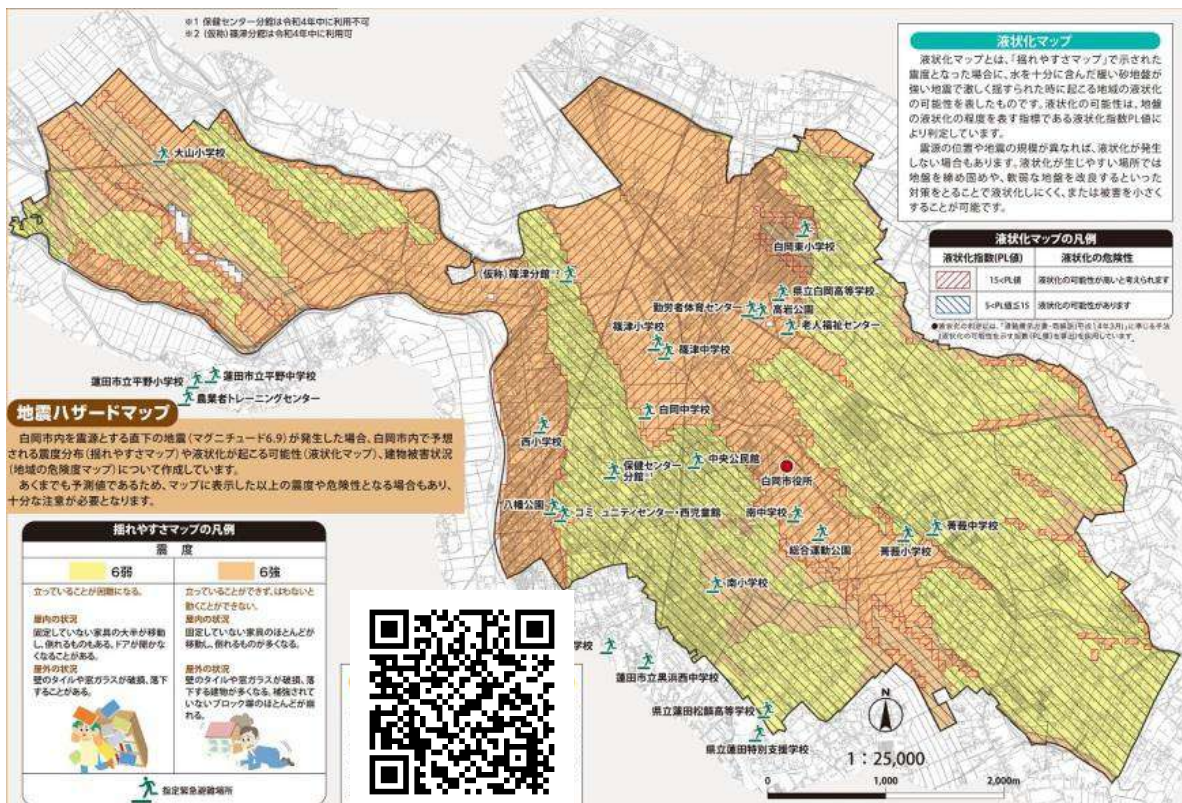 ※1 保健センター分館は令和4年中に利用不可
※2 (仮称)篠津分館は令和4年中に利用可
液状化マップ
液状化マップとは、「揺れやすさマップ」で示された
震度となった場合に、水を十分に含んだ緩い砂地盤が
強い地震で激しく揺すられた時に起こる地域の液状化
の可能性を表したものです。液状化の可能性は、地盤
の液状化の程度を表す指標である液状化指数PL値に
より判定しています。
震源の位置や地震の規模が異なれば、液状化が発生
しない場合もあります。液状化が生じやすい場所では
地盤を締め固めや、軟弱な地盤を改良するといった
対策をとることで液状化しにくく、または被害を小さく
することが可能です。
液状化マップの凡例
液状化指数(PL値) 液状化の危険性
15<PL値 液状化の可能性が高いと考えられます
5<PL値≦15 液状化の可能性があります
大山小学校
白岡東小学校
(仮称)篠津分館※2
県立白岡高等学校
勤労者体育センター
高岩公園
老人福祉センター
篠津小学校
篠津中学校
蓮田市立平野小学校
蓮田市立平野中学校
農業者トレーニングセンター
白岡中学校
西小学校
保健センター
分館※1
中央公民館
白岡市役所
八幡公園
コミュニティセンター・西児童館
南中学校
総合運動公園
菁莪中学校
菁莪小学校
南小学校
学校
蓮田市立黒浜西中学校
県立蓮田松韻高等学校
県立蓮田特別支援学校
地震ハザードマップ
白岡市内を震源とする直下の地震(マグニチュード6.9)が発生した場合、白岡市内で予想
される震度分布(揺れやすさマップ)や液状化が起こる可能性(液状化マップ)、建物被害状況
(地域の危険度マップ)について作成しています。
あくまでも予測値であるため、マップに表示した以上の震度や危険性となる場合もあり、
十分な注意が必要となります。
揺れやすさマップの凡例
震度
6弱 6強
立っていることが困難になる。
屋内の状況
固定していない家具の大半が移動
し、倒れるものもある。ドアが開かな
くなることがある。
屋外の状況
壁のタイルや窓ガラスが破損、落下
することがある。
立っていることができず、はわないと
動くことができない。
屋内の状況
固定していない家具のほとんどが
移動し、倒れるものが多くなる。
屋外の状況
壁のタイルや窓ガラスが破損、落
下する建物が多くなる。補強されて
いないブロック塀のほとんどが崩
れる。
指定緊急避難場所
N
1：25,000
0 1,000 2,000m